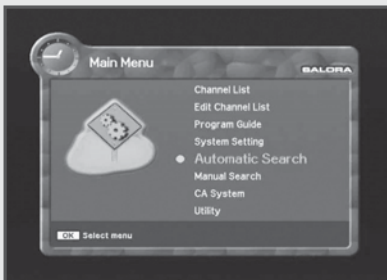 Main Menu
SALORA
Channel List
Edit Channel List
Program Guide
System Setting
Automatic Search
Manual Search
CA System
Utility
OK Select menu